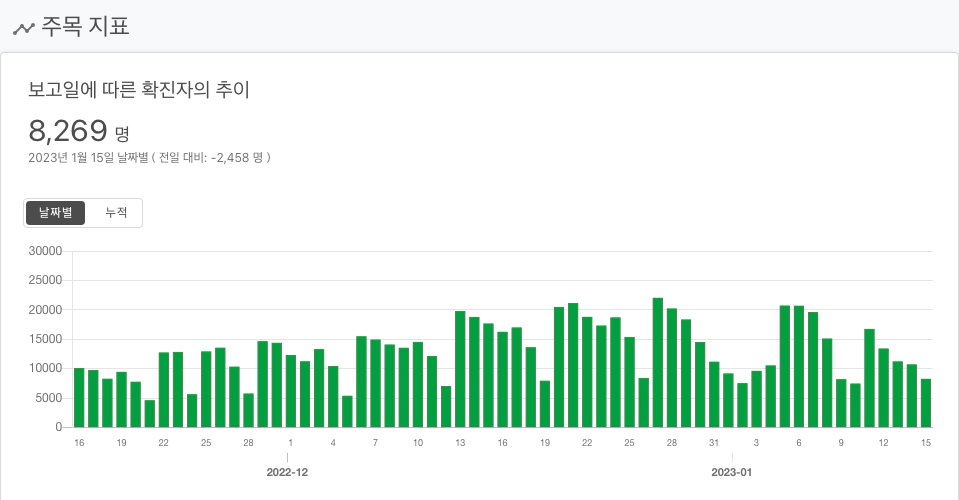 주목 지표
보고일에 따른 확진자의 추이
8,269 명
2023년 1월 15일 날짜별 ( 전일 대비: -2,458 명 )
날짜별 누적
30000
25000
20000
15000
10000
5000
0
16 19 22 25 28 1 4 7 10 13 16 19 22 25 28 31 3 6 9 12 15
2022-12 2023-01